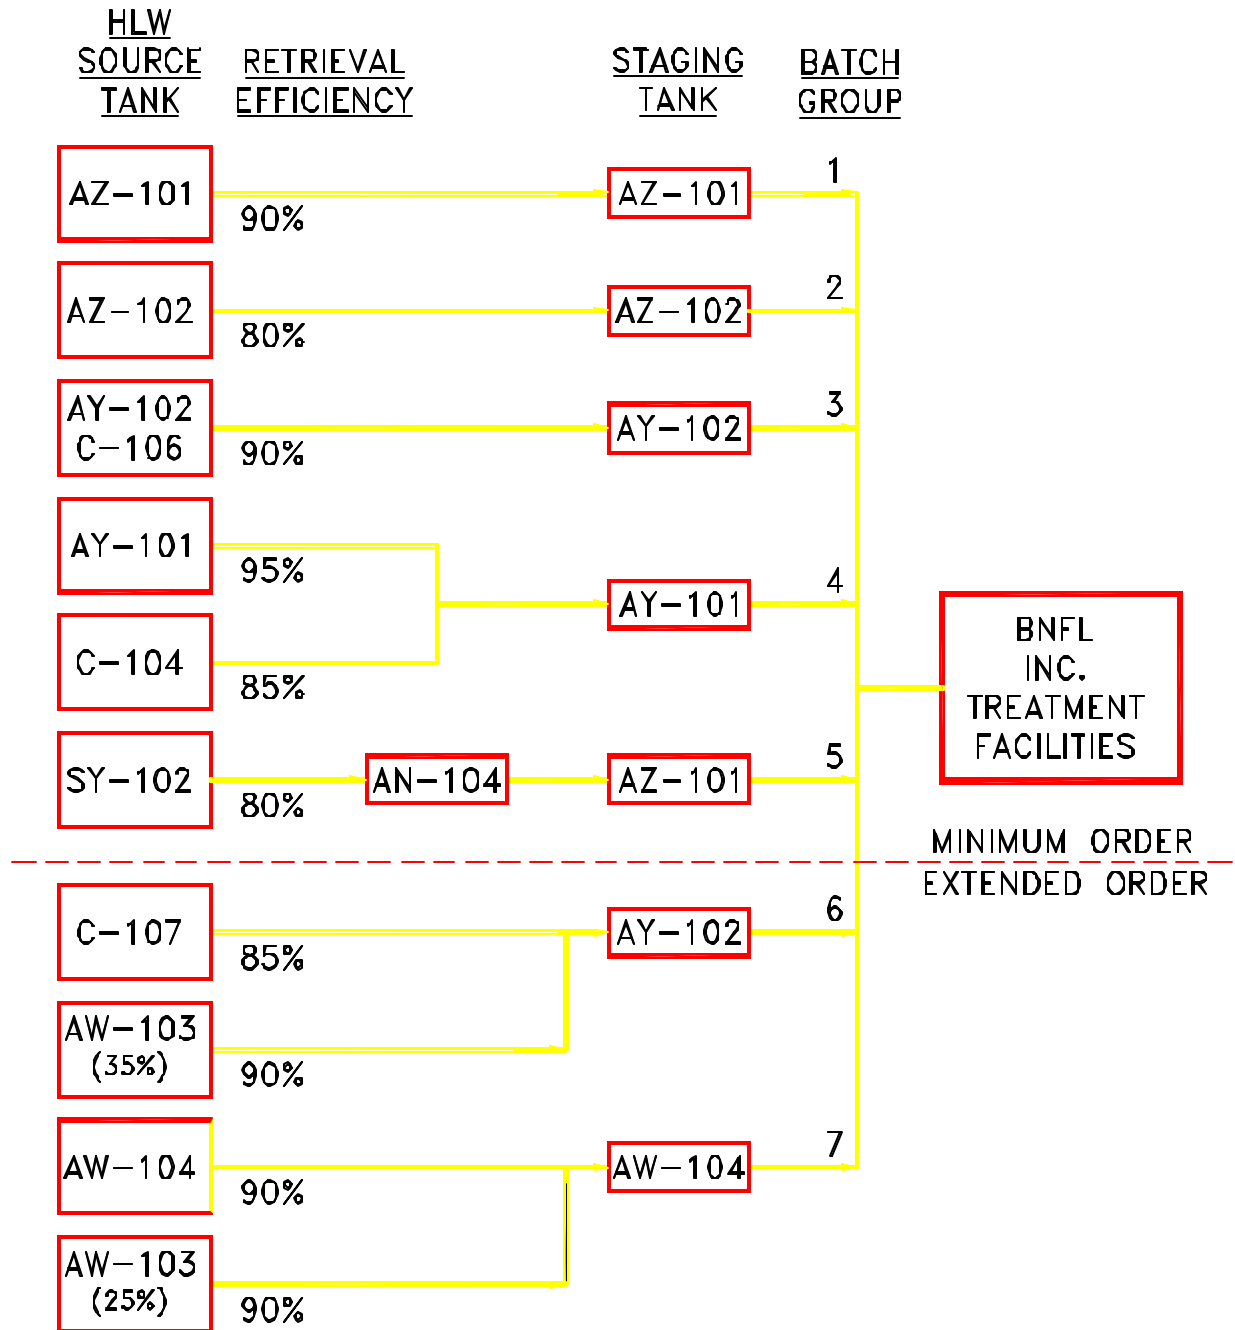 HLW
SOURCE
TANK
RETRIEVAL
EFFICIENCY
STAGING
TANK
BATCH
GROUP
AZ-101
90%
AZ-101
1
AZ-102
80%
AZ-102
2
AY-102
C-106
90%
AY-102
3
AY-101
95%
C-104
85%
AY-101
4
SY-102
80%
AN-104
AZ-101
5
BNFL
INC.
TREATMENT
FACILITIES
MINIMUM ORDER
EXTENDED ORDER
C-107
85%
AY-102
6
AW-103
(35%)
90%
AW-104
90%
AW-104
7
AW-103
(25%)
90%